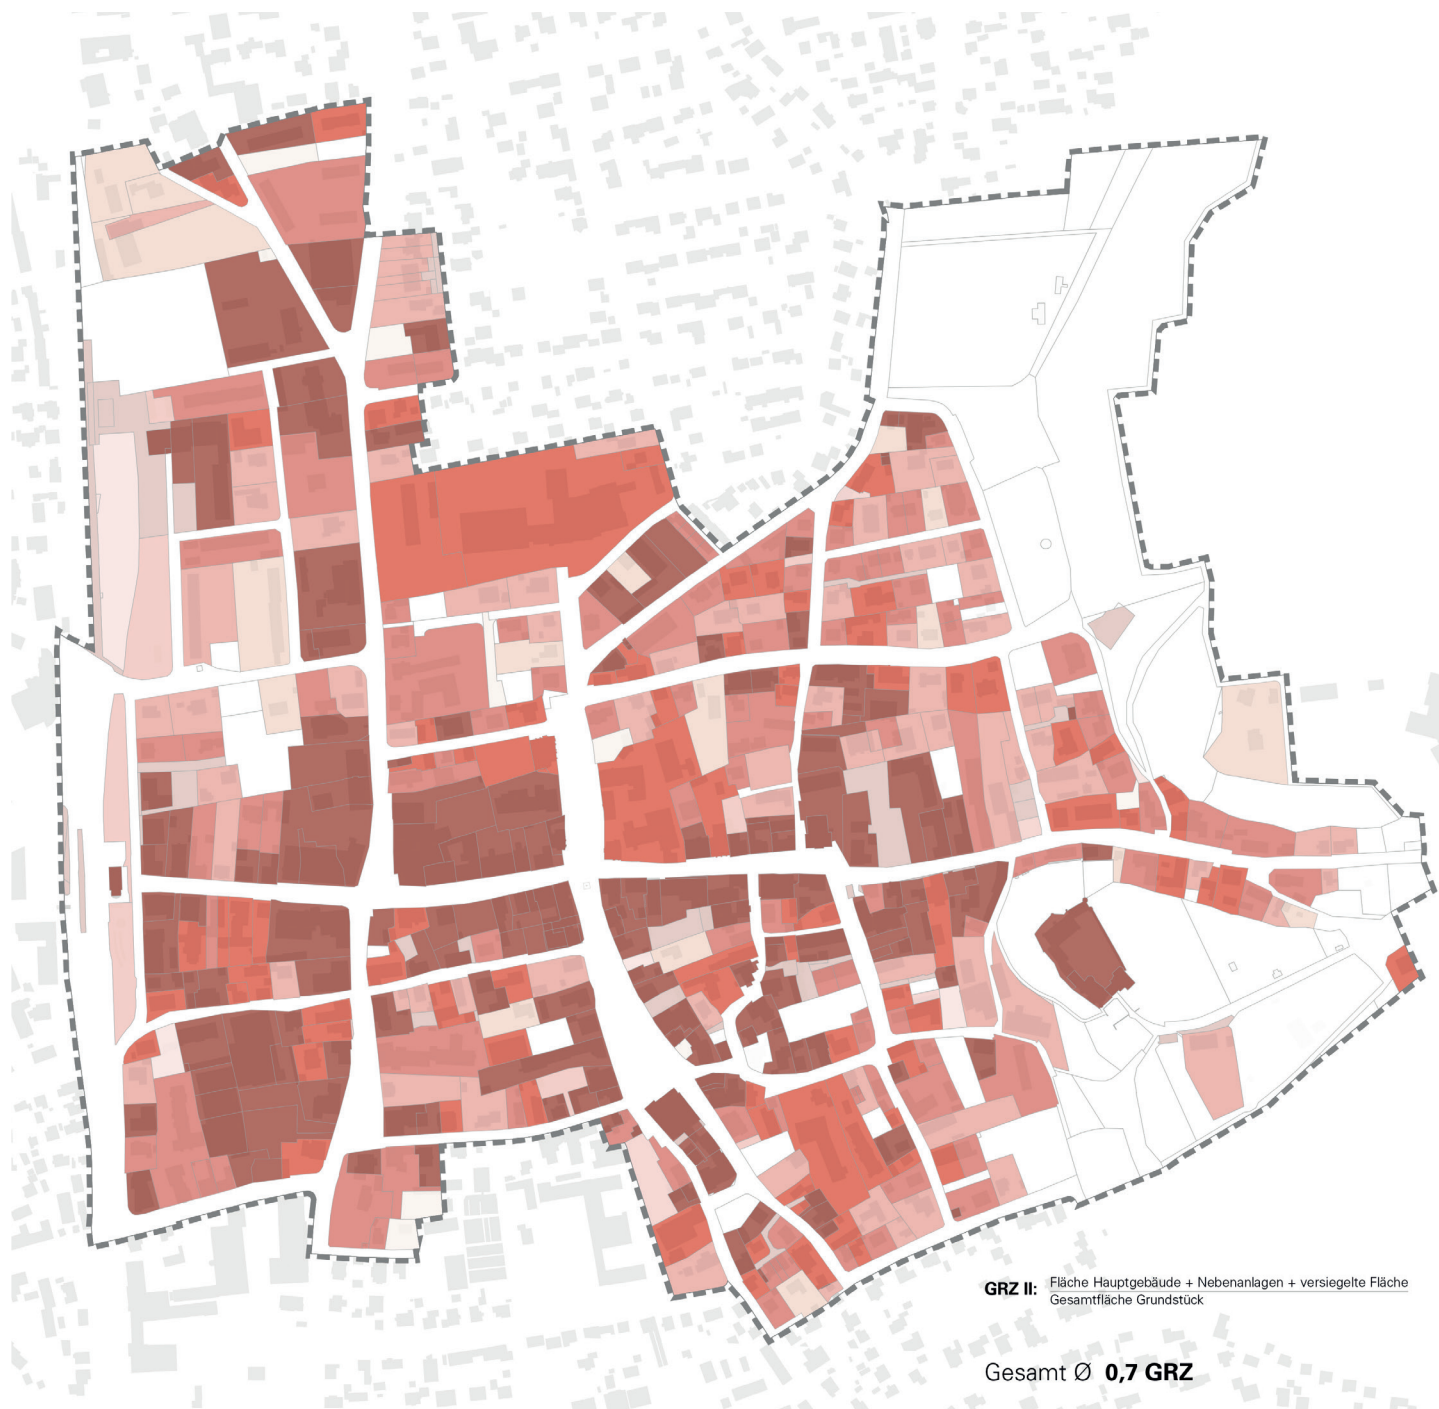 GRZ II: Fläche Hauptgebäude + Nebenanlagen + versiegelte Fläche
Gesamtfläche Grundstück
Gesamt Ø 0,7 GRZ